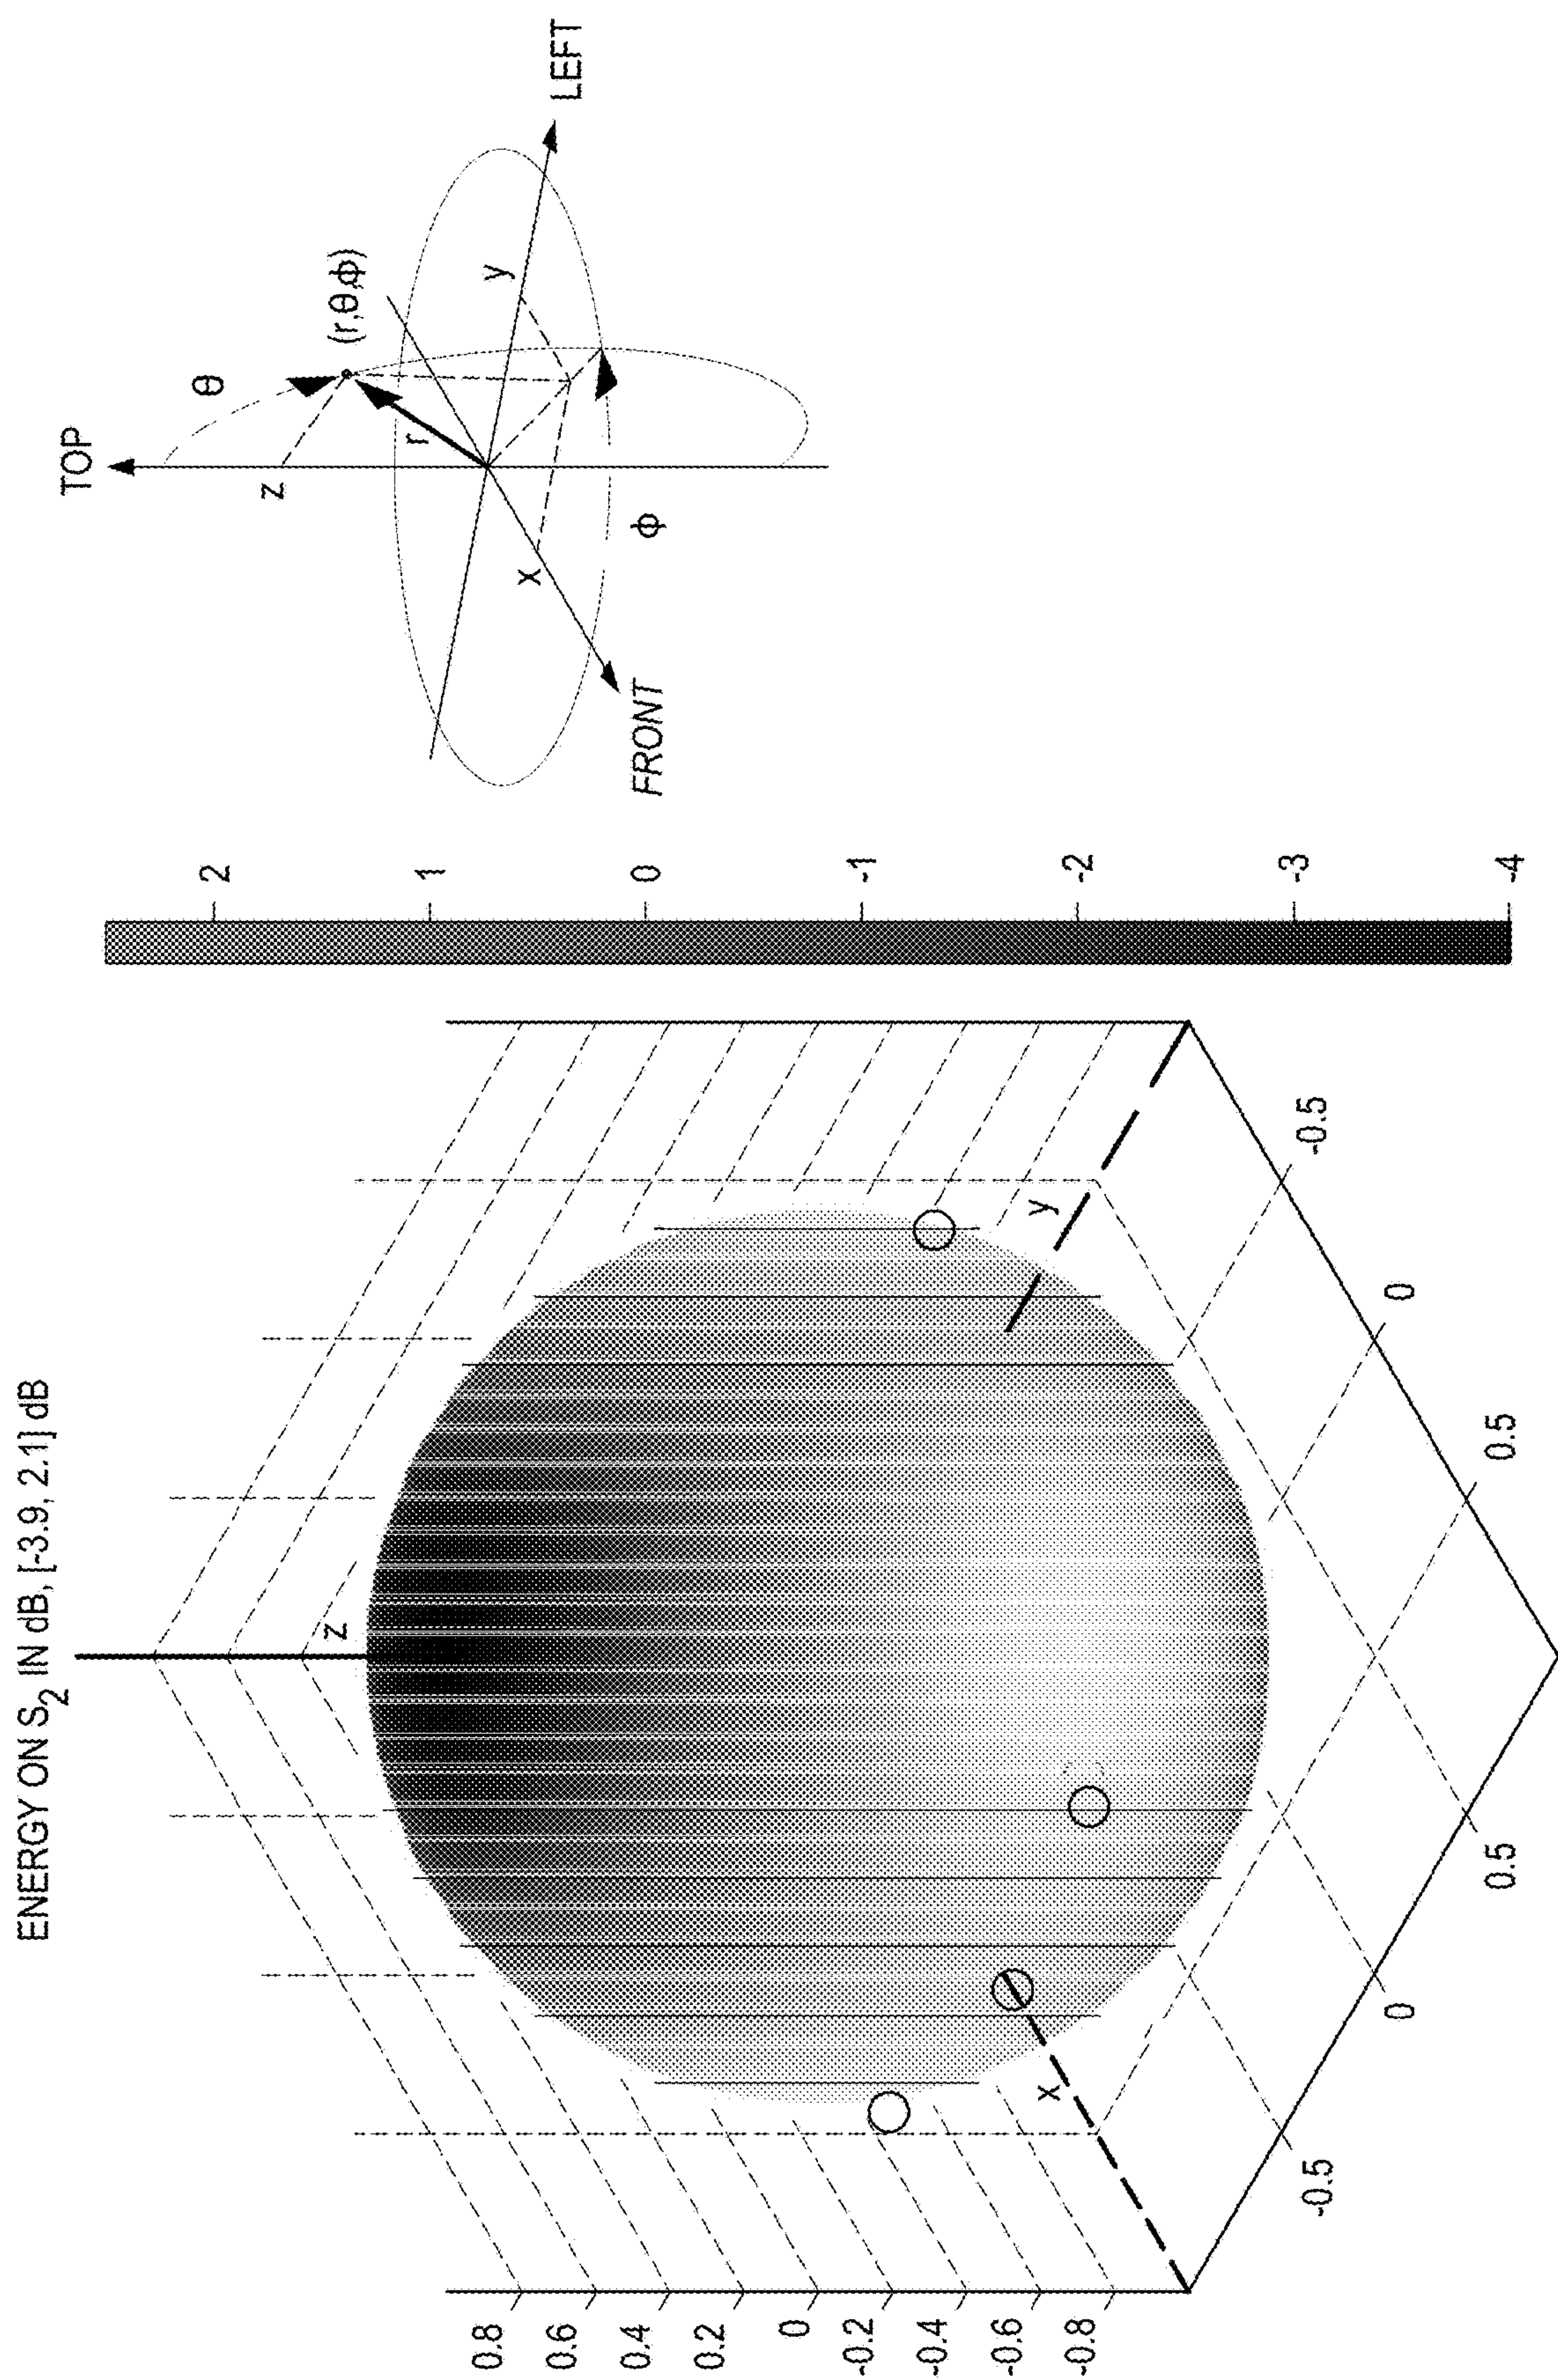 ENERGY ON S2 IN dB, [-3.9, 2.1] dB
z
0.8
0.6
0.4
0.2
0
-0.2
-0.4
-0.6
-0.8
x
y
-0.5
0
0.5
0.5
0
-0.5
2
1
0
-1
-2
-3
-4
TOP
θ
z
(r,θ,ϕ)
r
y
LEFT
x
ϕ
FRONT